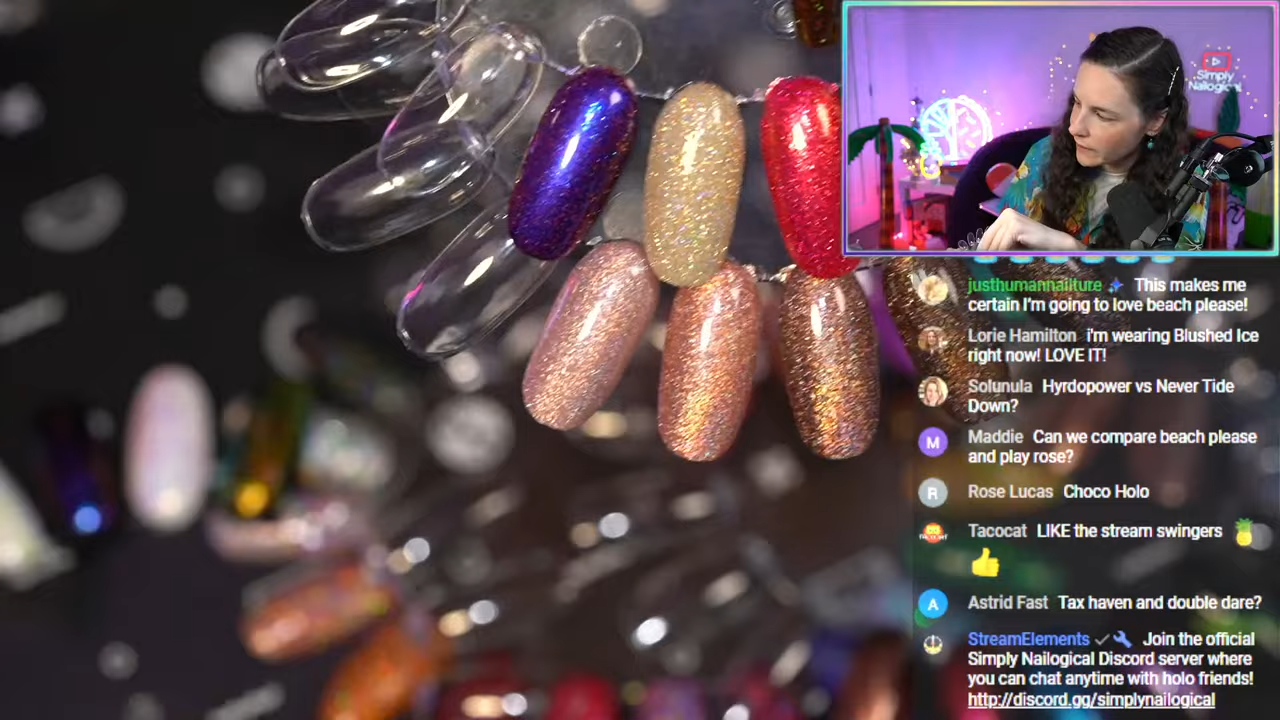 Simply
Nailogical
justhumannailture This makes me
certain I'm going to love beach please!
Lorie Hamilton i'm wearing Blushed Ice
right now! LOVE IT!
Solunula Hyrdopower vs Never Tide
Down?
M
Maddie Can we compare beach please
and play rose?
R
Rose Lucas Choco Holo
Tacocat LIKE the stream swingers
A
Astrid Fast Tax haven and double dare?
StreamElements Join the official
Simply Nailogical Discord server where
you can chat anytime with holo friends!
http://discord.gg/simplynailogical